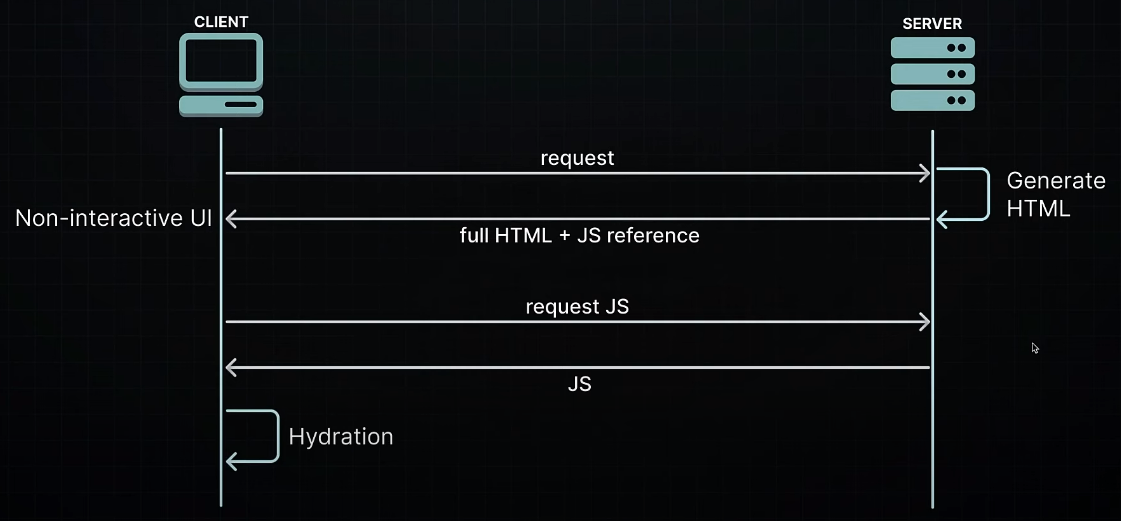 CLIENT
SERVER
request
Generate
HTML
Non-interactive UI
full HTML + JS reference
request JS
JS
Hydration